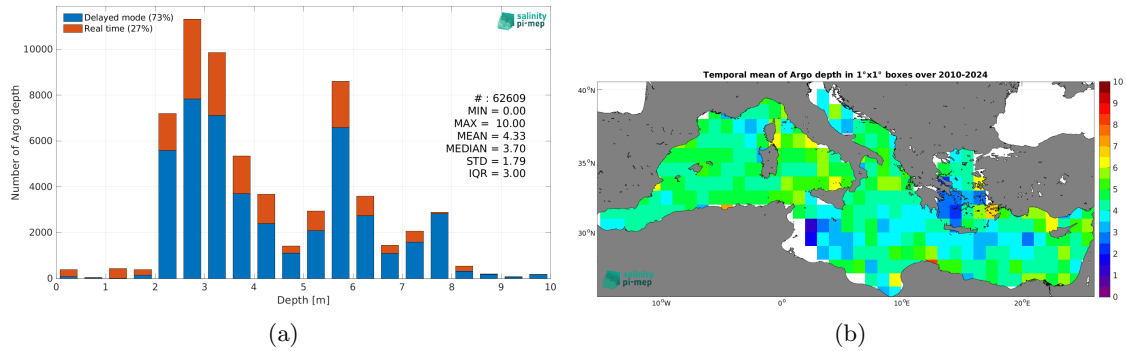 Delayed mode (73%)
Real time (27%)
salinity
pi-mep
Number of Argo depth
10000
8000
6000
4000
2000
0
# : 62609
MIN = 0.00
MAX = 10.00
MEAN = 4.33
MEDIAN = 3.70
STD = 1.79
IQR = 3.00
0 1 2 3 4 5 6 7 8 9 10
Depth [m]
(a)
Temporal mean of Argo depth in 1°x1° boxes over 2010-2024
40°N
35°N
30°N
10°W 0° 10°E 20°E
salinity
pi-mep
10
9
8
7
6
5
4
3
2
1
0
(b)